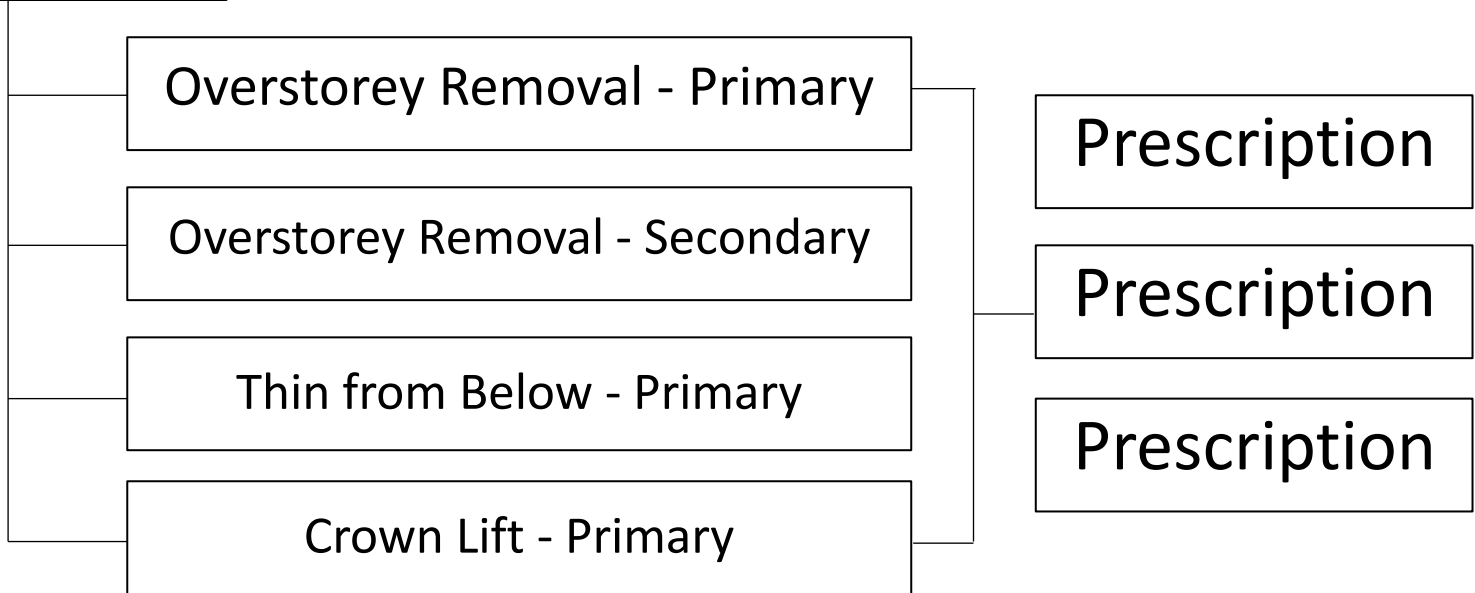 Overstorey Removal - Primary
Overstorey Removal - Secondary
Thin from Below - Primary
Crown Lift - Primary
Prescription
Prescription
Prescription